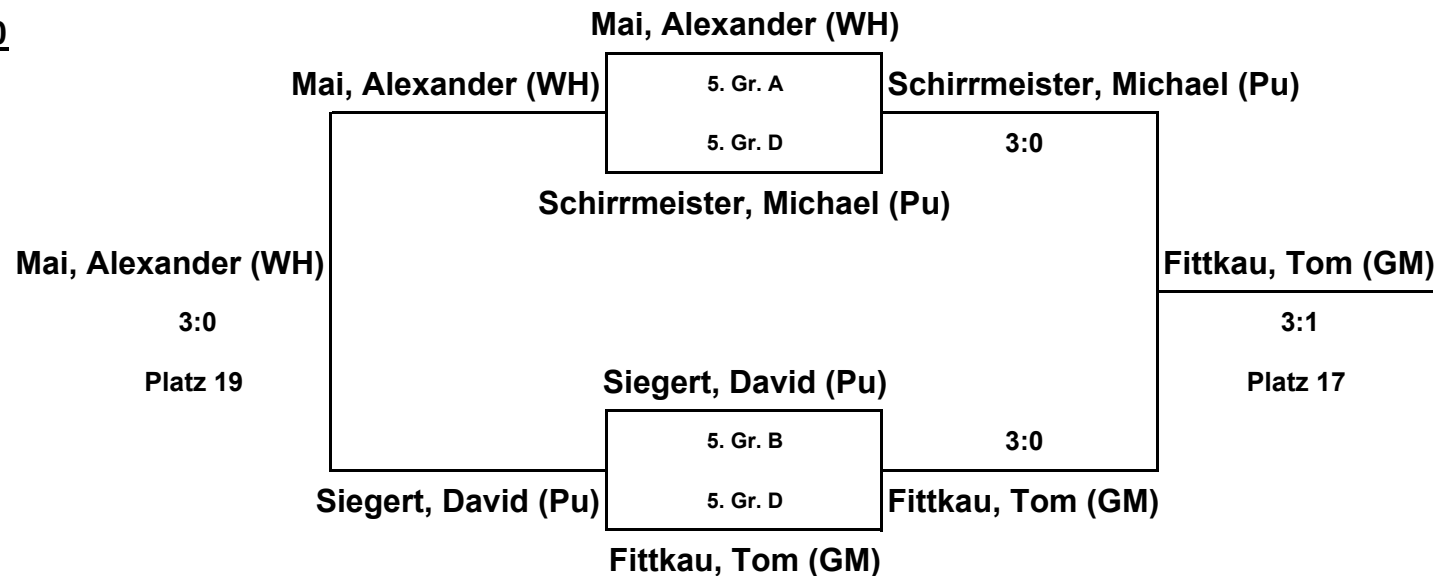 Mai, Alexander (WH)
0
Mai, Alexander (WH) 5. Gr. A Schirrmeister, Michael (Pu)
5. Gr. D 3:0
Schirrmeister, Michael (Pu)
Mai, Alexander (WH) Fittkau, Tom (GM)
3:0 3:1
Platz 19 Siegert, David (Pu) Platz 17
5. Gr. B 3:0
Siegert, David (Pu) 5. Gr. D Fittkau, Tom (GM)
Fittkau, Tom (GM)